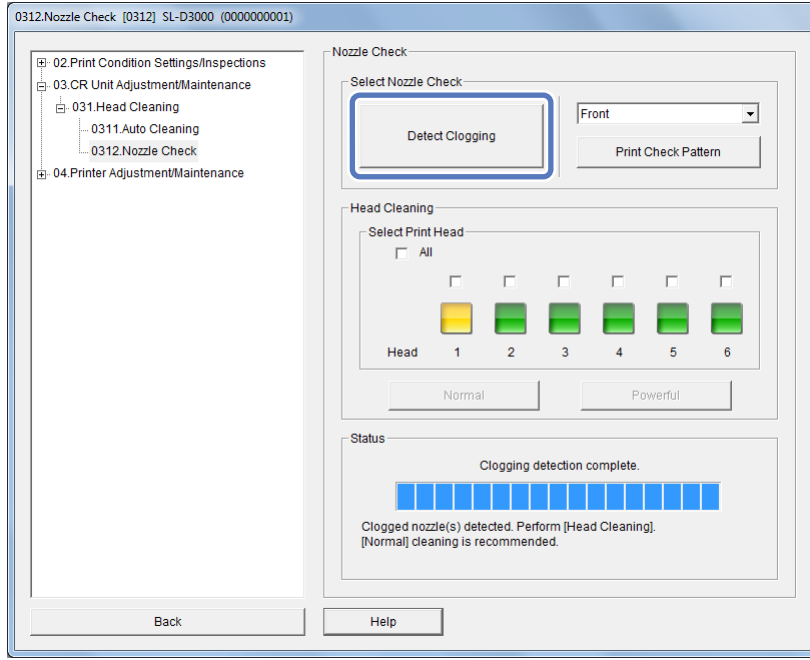 0312.Nozzle Check [0312] SL-D3000 (0000000001)
02.Print Condition Settings/Inspections
03.CR Unit Adjustment/Maintenance
031.Head Cleaning
0311.Auto Cleaning
0312.Nozzle Check
04.Printer Adjustment/Maintenance
Back
Nozzle Check
Select Nozzle Check
Detect Clogging
Front
Print Check Pattern
Head Cleaning
Select Print Head
All
Head 1 2 3 4 5 6
Normal Powerful
Status
Clogging detection complete.
Clogged nozzle(s) detected. Perform [Head Cleaning].
[Normal] cleaning is recommended.
Help